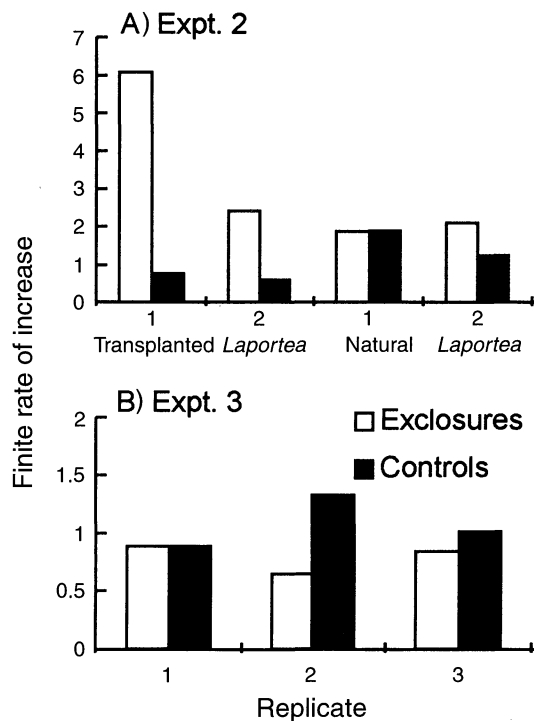 A) Expt. 2
7
6
5
4
3
2
1
0
1 2 1 2
Transplanted Laportea Natural Laportea
Finite rate of increase
B) Expt. 3
Exclosures
Controls
2
1.5
1
0.5
0
1 2 3
Replicate